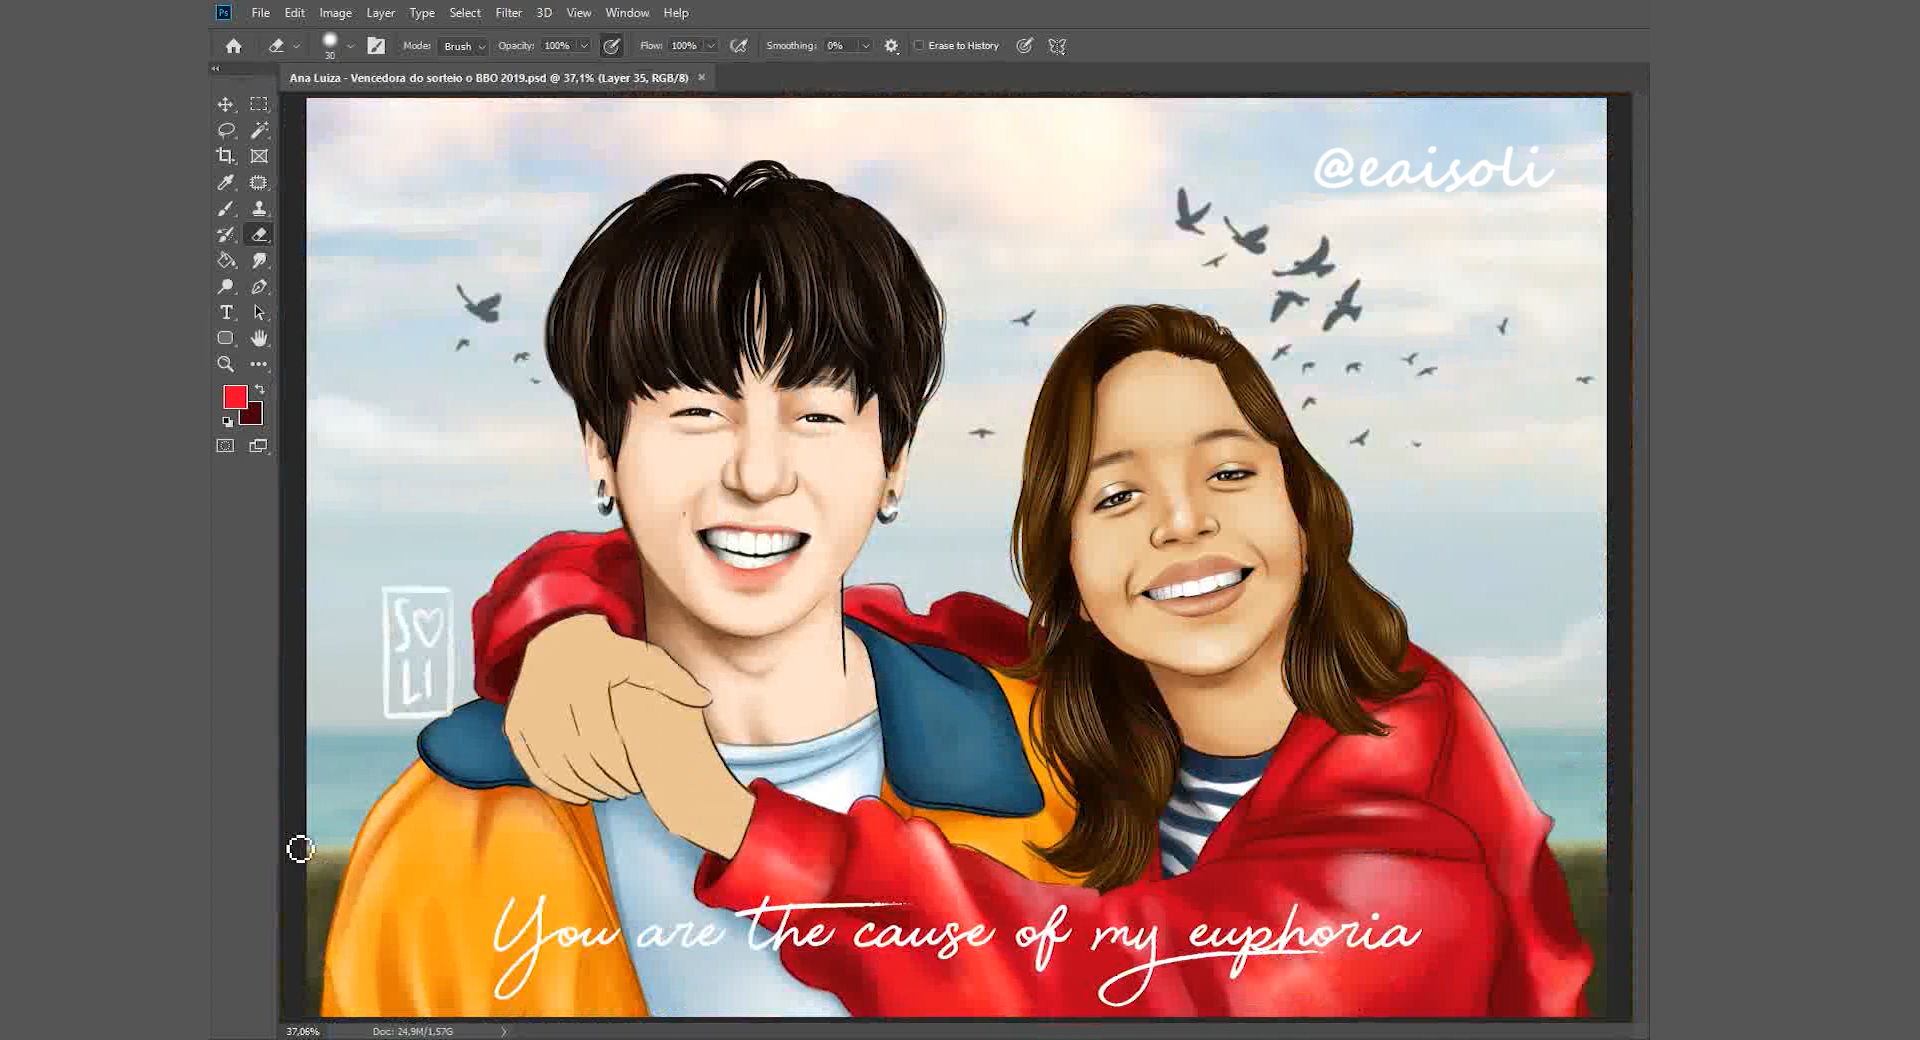 Ps File Edit Image Layer Type Select Filter 3D View Window Help
30 Mode: Brush Opacity: 100% Flow: 100% Smoothing: 0% Erase to History
Ana Luiza - Vencedora do sorteio o BBO 2019.psd @ 37,1% (Layer 35, RGB/8) ×
@eaisoli
SO
LI
You are the cause of my euphoria
37,06% Doc: 24,9M/1,57G